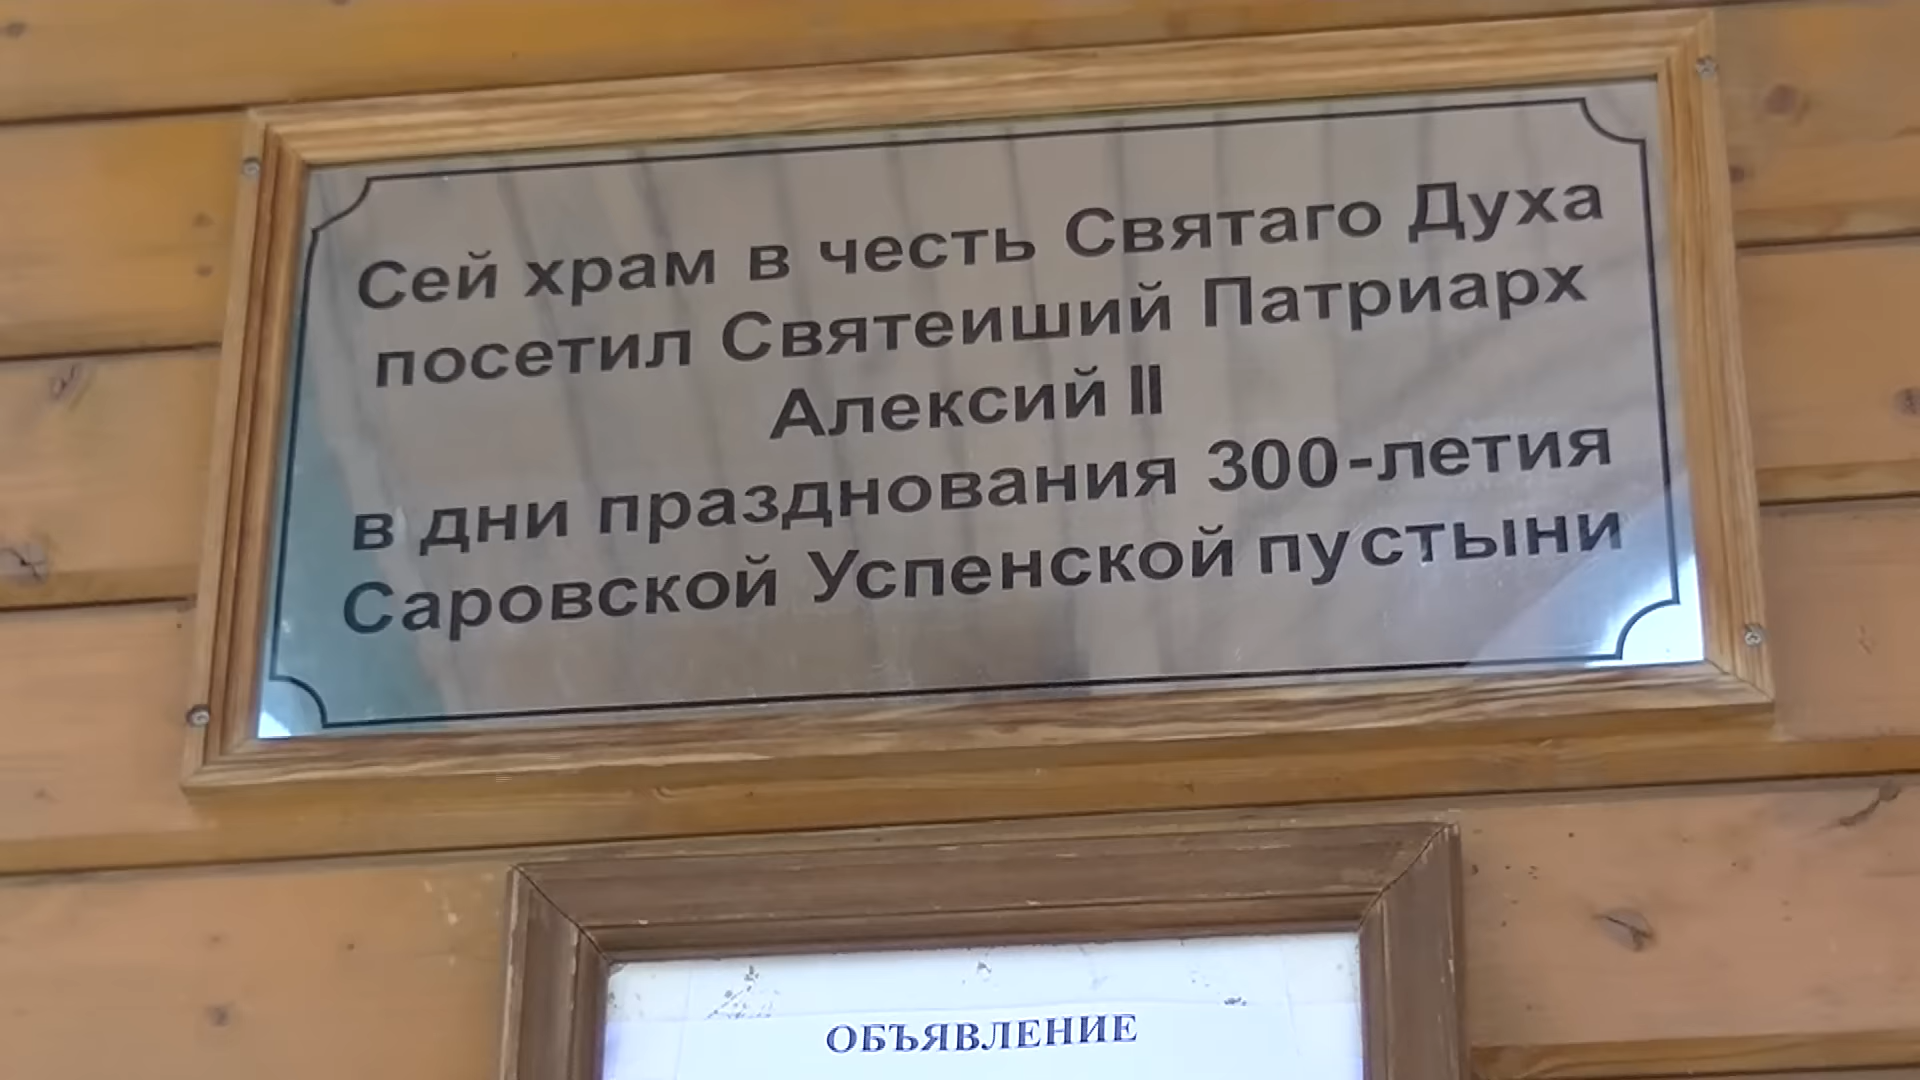 Сей храм в честь Святаго Духа
посетил Святеиший Патриарх
Алексий II
в дни празднования 300-летия
Саровской Успенской пустыни
ОБЪЯВЛЕНИЕ